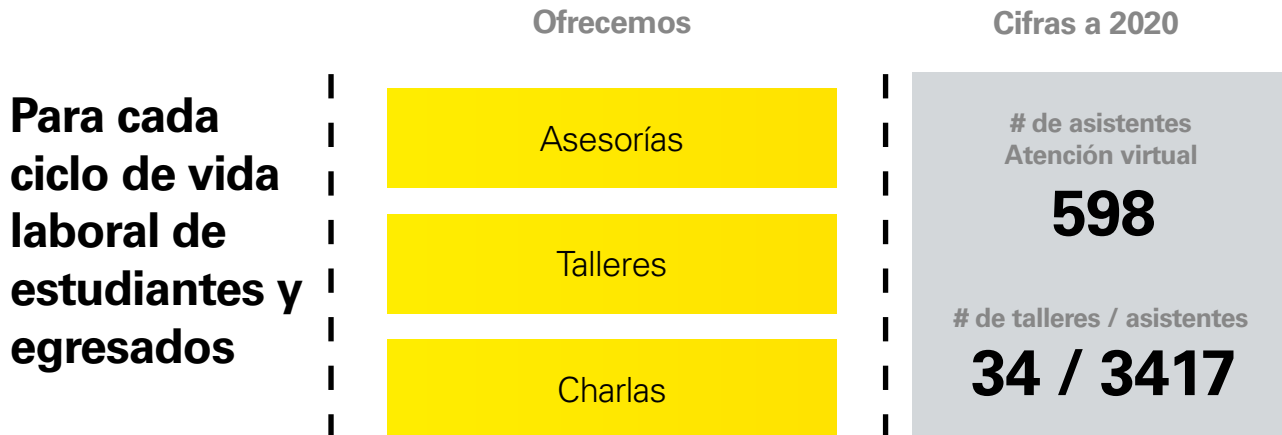 Ofrecemos
Cifras a 2020
Para cada
ciclo de vida
laboral de
estudiantes y
egresados
Asesorías
Talleres
Charlas
# de asistentes
Atención virtual
598
# de talleres / asistentes
34 / 3417